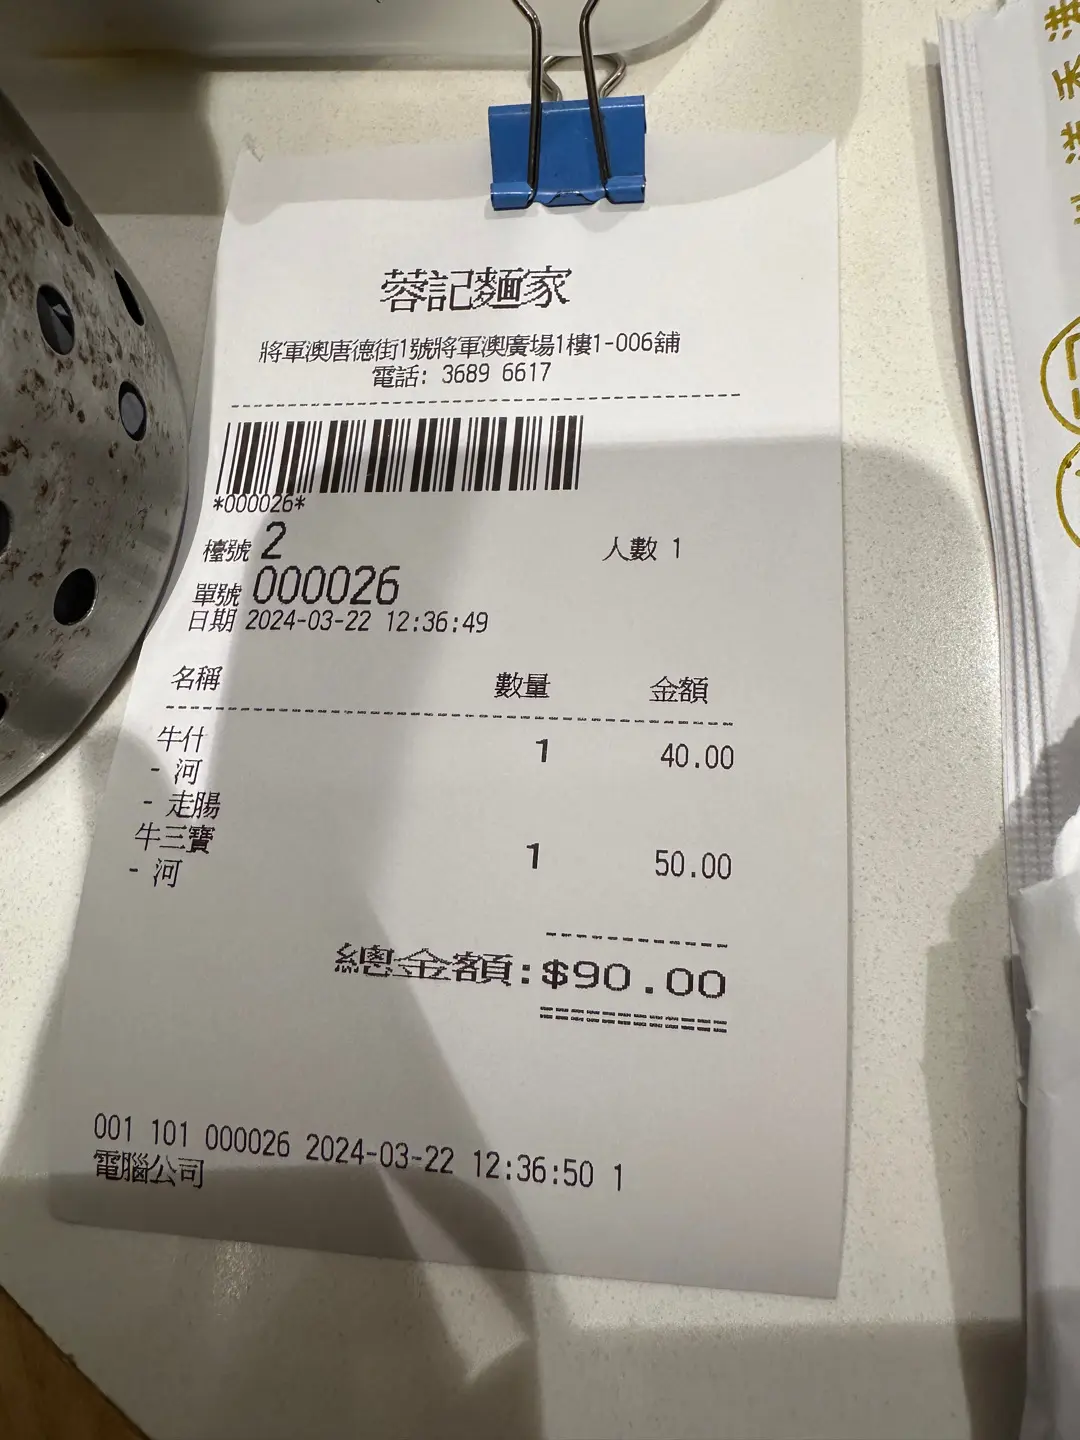 蓉記麵家
將軍澳唐德街1號將軍澳廣場1樓1-006舖
電話: 3689 6617
*000026*
檯號 2 人數 1
單號 000026
日期 2024-03-22 12:36:49
名稱 數量 金額
牛什 1 40.00
- 河
- 走腸
牛三寶 1 50.00
- 河
總金額:$90.00
001 101 000026 2024-03-22 12:36:50 1
電腦公司